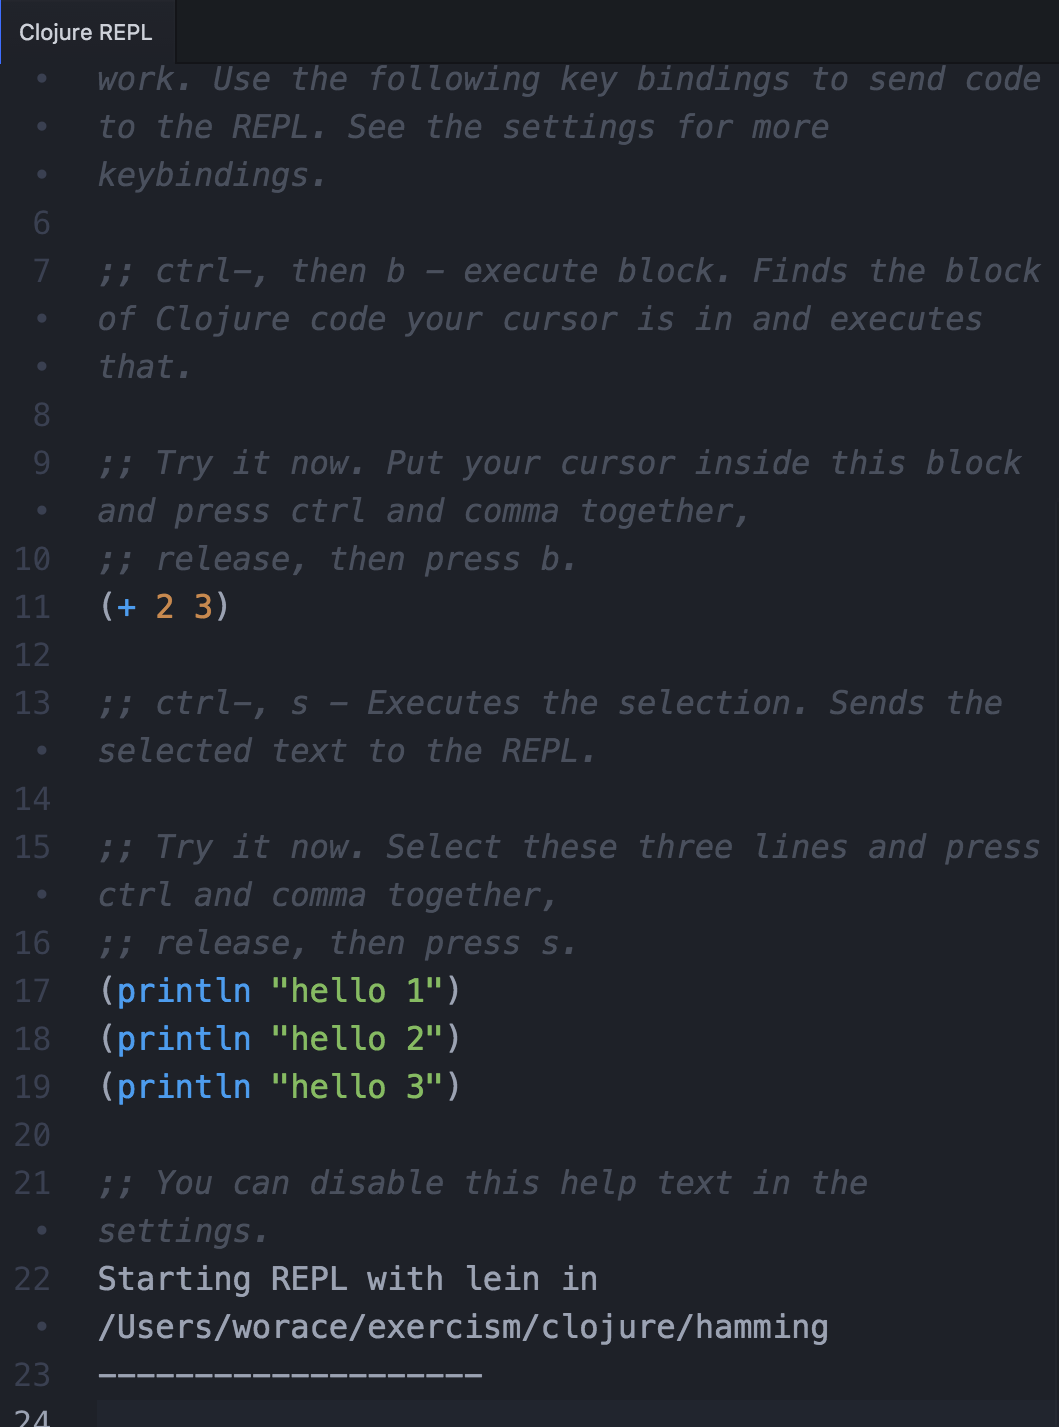 Clojure REPL
• work. Use the following key bindings to send code
• to the REPL. See the settings for more
• keybindings.
6
7 ;; ctrl-, then b - execute block. Finds the block
• of Clojure code your cursor is in and executes
• that.
8
9 ;; Try it now. Put your cursor inside this block
• and press ctrl and comma together,
10 ;; release, then press b.
11 (+ 2 3)
12
13 ;; ctrl-, s - Executes the selection. Sends the
• selected text to the REPL.
14
15 ;; Try it now. Select these three lines and press
• ctrl and comma together,
16 ;; release, then press s.
17 (println "hello 1")
18 (println "hello 2")
19 (println "hello 3")
20
21 ;; You can disable this help text in the
• settings.
22 Starting REPL with lein in
• /Users/worace/exercism/clojure/hamming
23 --------------------
24